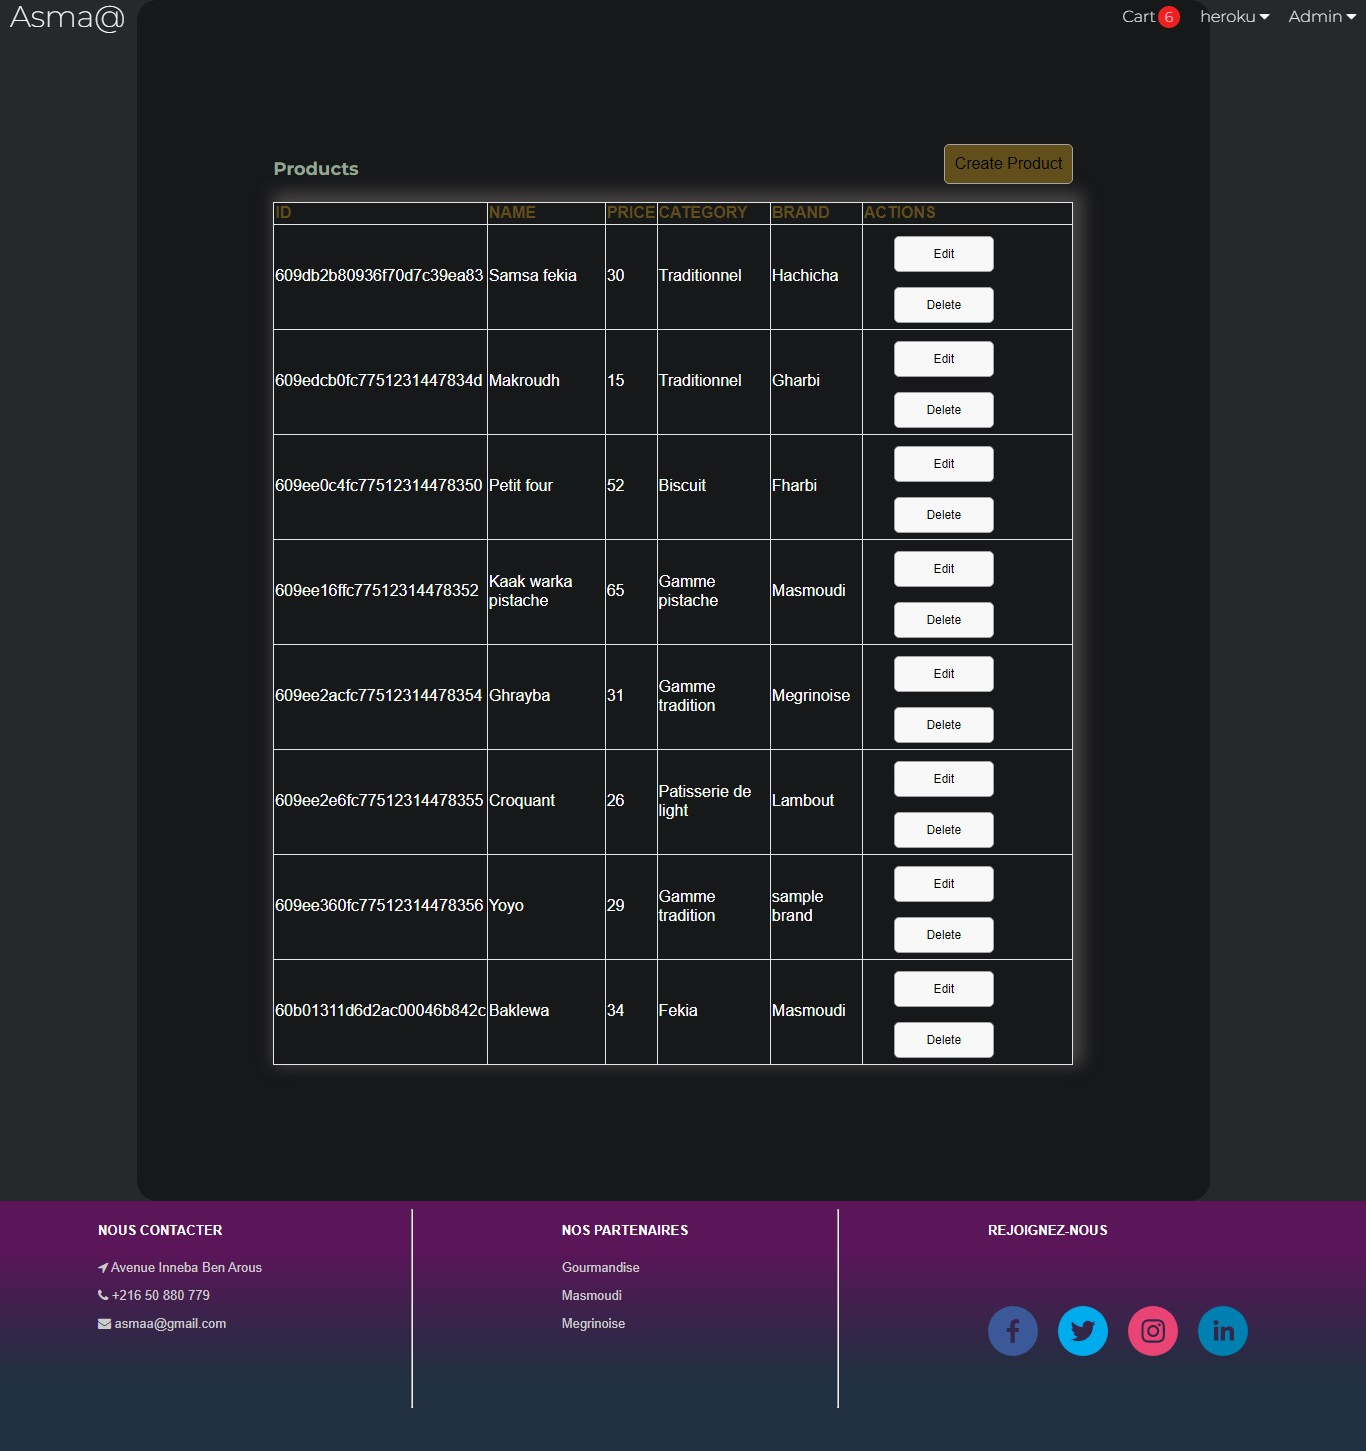 Asma@
Cart 6 heroku Admin
Products
Create Product
ID NAME PRICE CATEGORY BRAND ACTIONS
609db2b80936f70d7c39ea83 Samsa fekia 30 Traditionnel Hachicha
Edit
Delete
609edcb0fc7751231447834d Makroudh 15 Traditionnel Gharbi
Edit
Delete
609ee0c4fc77512314478350 Petit four 52 Biscuit Fharbi
Edit
Delete
609ee16ffc77512314478352 Kaak warka pistache 65 Gamme pistache Masmoudi
Edit
Delete
609ee2acfc77512314478354 Ghrayba 31 Gamme tradition Megrinoise
Edit
Delete
609ee2e6fc77512314478355 Croquant 26 Patisserie de light Lambout
Edit
Delete
609ee360fc77512314478356 Yoyo 29 Gamme tradition sample brand
Edit
Delete
60b01311d6d2ac00046b842c Baklewa 34 Fekia Masmoudi
Edit
Delete
NOUS CONTACTER
Avenue Inneba Ben Arous
+216 50 880 779
asmaa@gmail.com
NOS PARTENAIRES
Gourmandise
Masmoudi
Megrinoise
REJOIGNEZ-NOUS